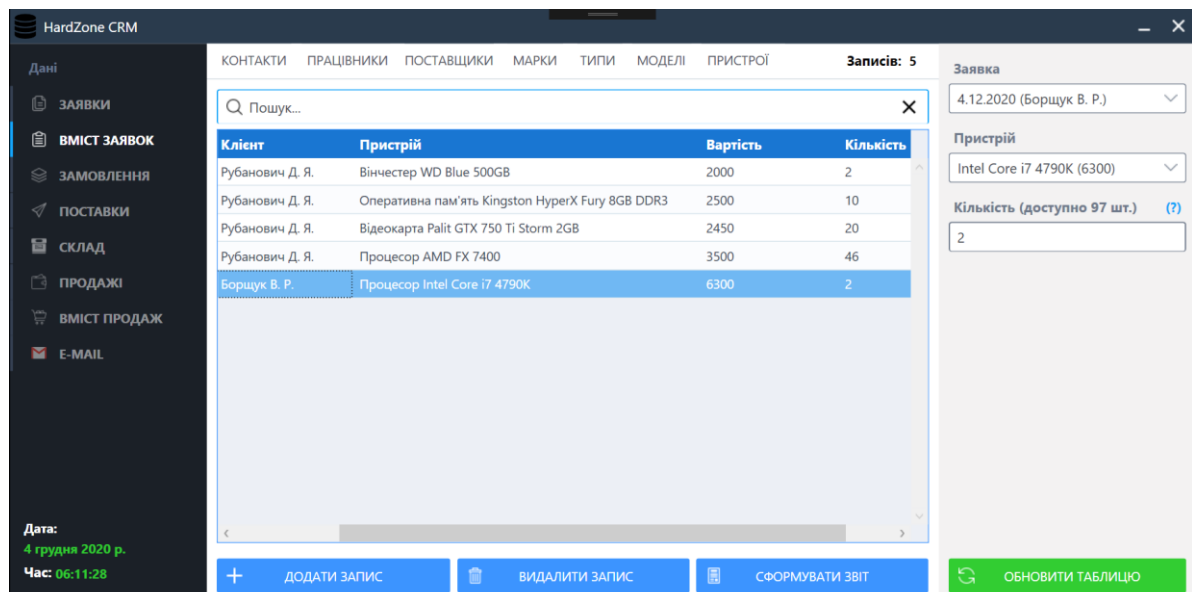 HardZone CRM
Дані
ЗАЯВКИ
ВМІСТ ЗАЯВОК
ЗАМОВЛЕННЯ
ПОСТАВКИ
СКЛАД
ПРОДАЖІ
ВМІСТ ПРОДАЖ
E-MAIL
Дата:
4 грудня 2020 р.
Час: 06:11:28
КОНТАКТИ ПРАЦІВНИКИ ПОСТАВЩИКИ МАРКИ ТИПИ МОДЕЛІ ПРИСТРОЇ Записів: 5
Пошук...
Клієнт Пристрій Вартість Кількість
Рубанович Д. Я. Вінчестер WD Blue 500GB 2000 2
Рубанович Д. Я. Оперативна пам'ять Kingston HyperX Fury 8GB DDR3 2500 10
Рубанович Д. Я. Відеокарта Palit GTX 750 Ti Storm 2GB 2450 20
Рубанович Д. Я. Процесор AMD FX 7400 3500 46
Борщук В. Р. Процесор Intel Core i7 4790K 6300 2
ДОДАТИ ЗАПИС ВИДАЛИТИ ЗАПИС СФОРМУВАТИ ЗВІТ
Заявка
4.12.2020 (Борщук В. Р.)
Пристрій
Intel Core i7 4790K (6300)
Кількість (доступно 97 шт.) (?)
2
ОБНОВИТИ ТАБЛИЦЮ